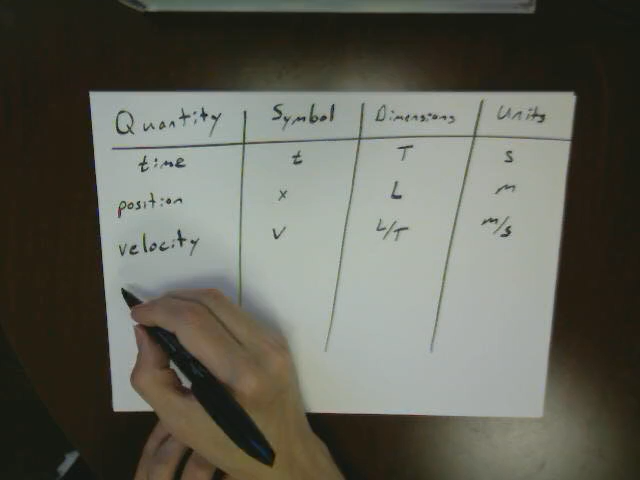 Quantity Symbol Dimensions Units
time t T s
position x L m
velocity v L/T m/s